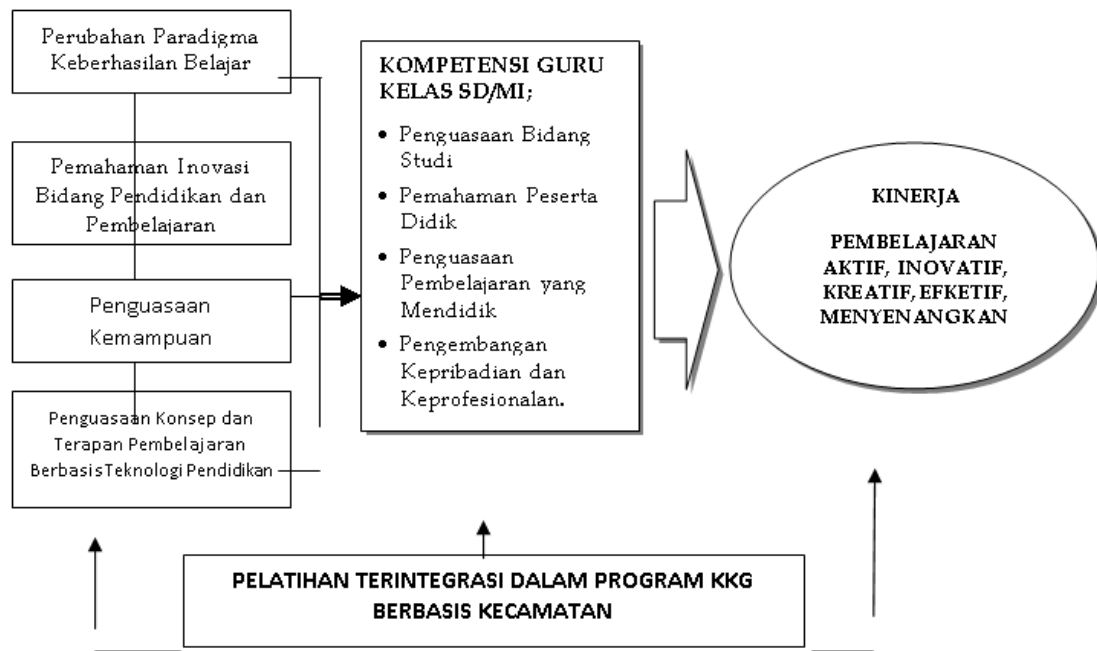 Perubahan Paradigma
Keberhasilan Belajar
Pemahaman Inovasi
Bidang Pendidikan dan
Pembelajaran
Penguasaan
Kemampuan
Penguasaan Konsep dan
Terapan Pembelajaran
BerbasisTeknologi Pendidikan
KOMPETENSI GURU
KELAS SD/MI;
• Penguasaan Bidang
Studi
• Pemahaman Peserta
Didik
• Penguasaan
Pembelajaran yang
Mendidik
• Pengembangan
Kepribadian dan
Keprofesionalan.
KINERJA
PEMBELAJARAN
AKTIF, INOVATIF,
KREATIF, EFKETIF,
MENYENANGKAN
PELATIHAN TERINTEGRASI DALAM PROGRAM KKG
BERBASIS KECAMATAN